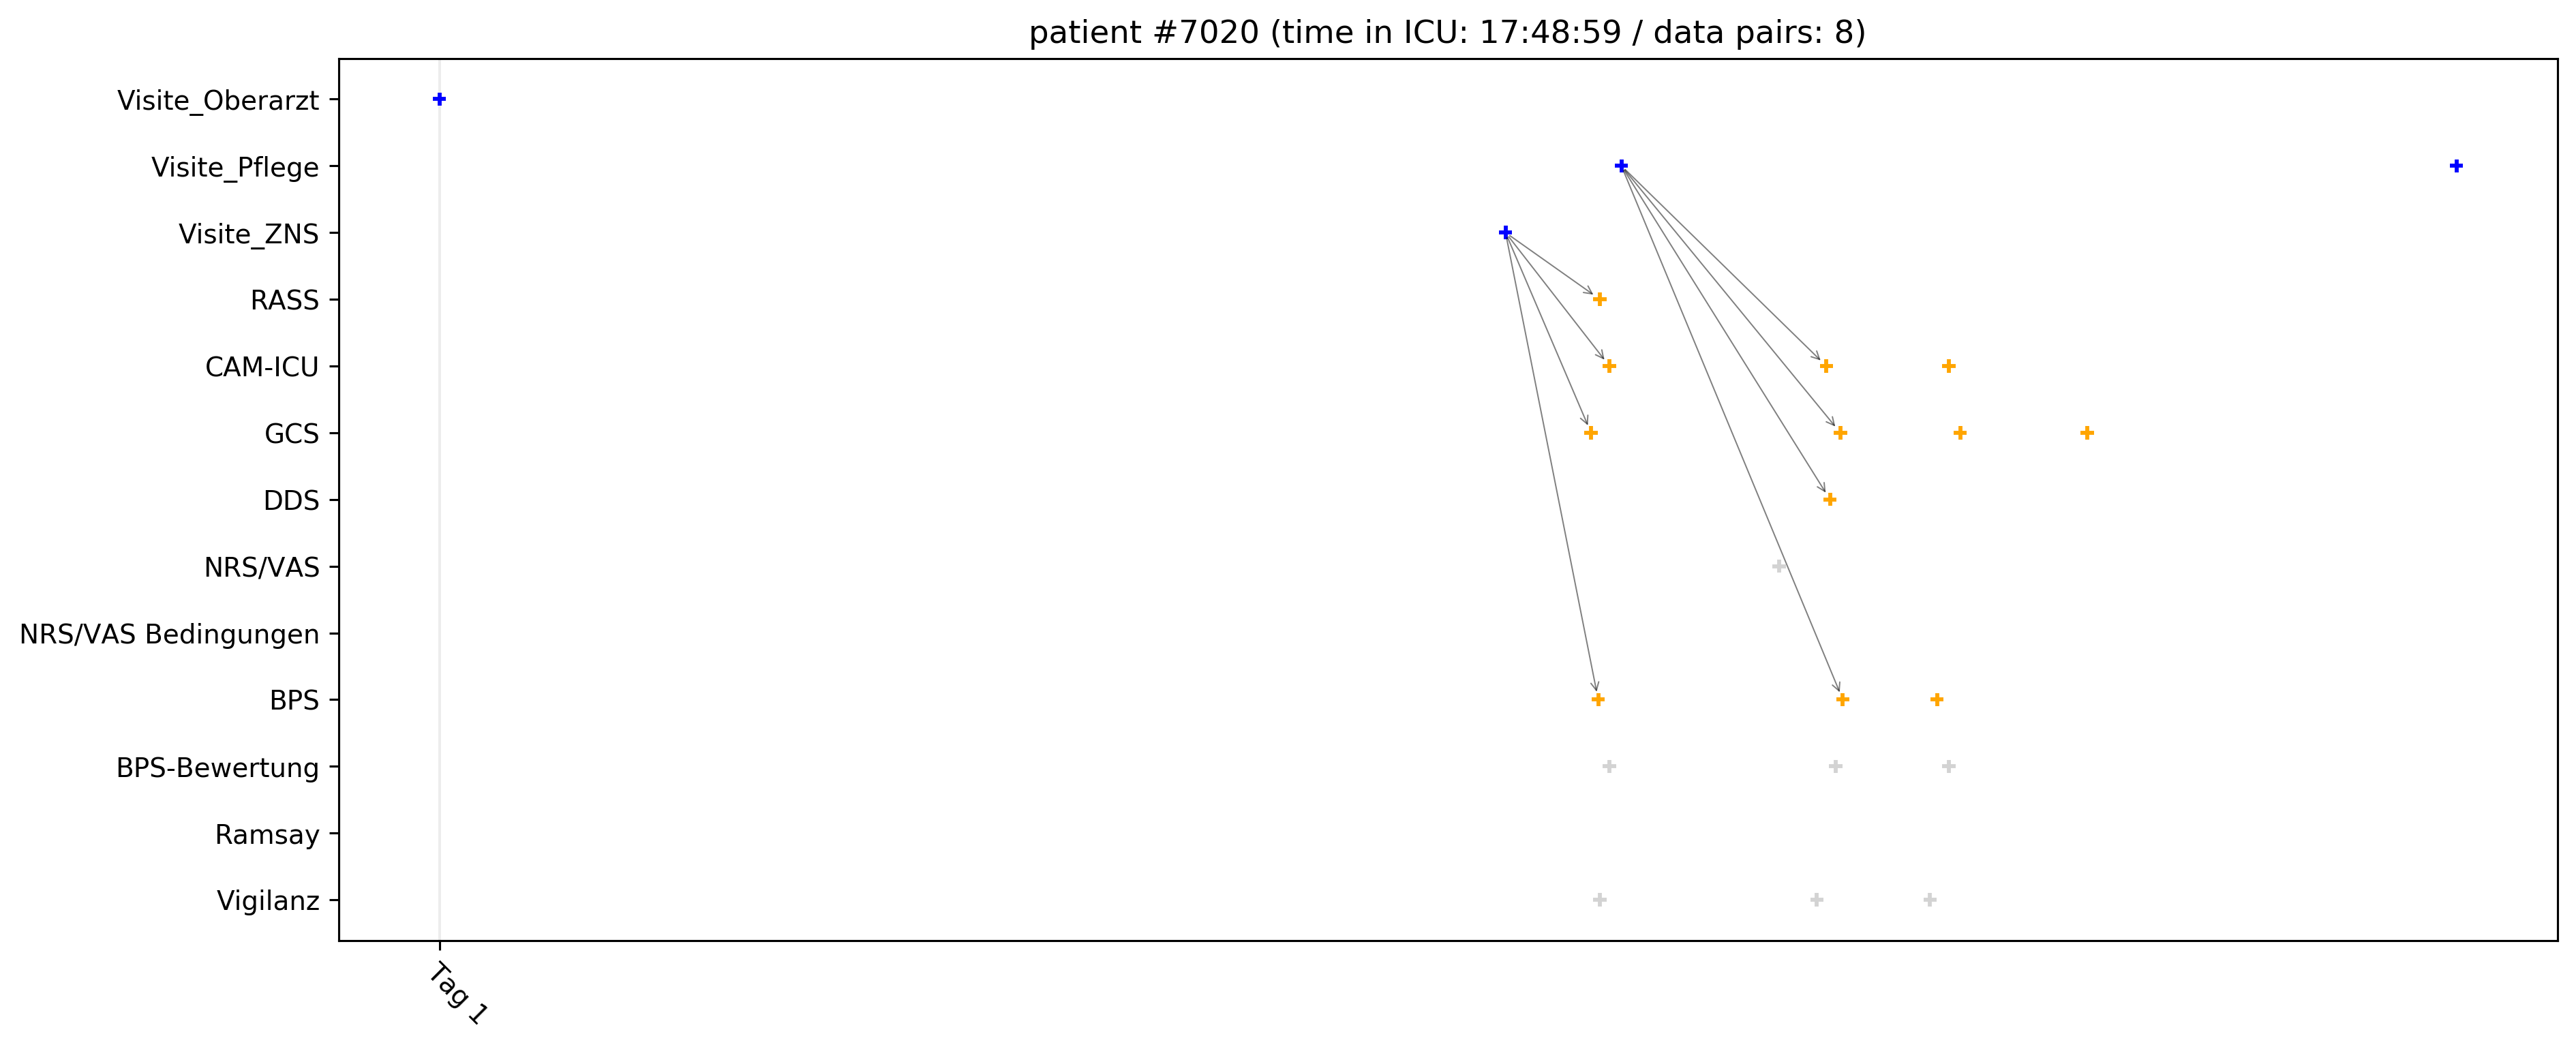 patient #7020 (time in ICU: 17:48:59 / data pairs: 8)
Visite_Oberarzt
Visite_Pflege
Visite_ZNS
RASS
CAM-ICU
GCS
DDS
NRS/VAS
NRS/VAS Bedingungen
BPS
BPS-Bewertung
Ramsay
Vigilanz
Tag 1